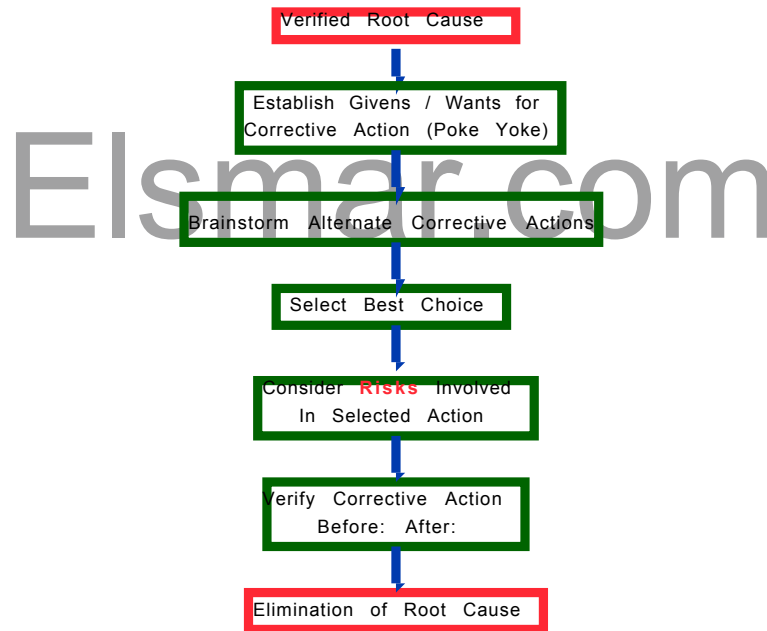 Verified Root Cause
Establish Givens / Wants for
Corrective Action (Poke Yoke)
Elsmar.com
Brainstorm Alternate Corrective Actions
Select Best Choice
Consider Risks Involved
In Selected Action
Verify Corrective Action
Before: After:
Elimination of Root Cause